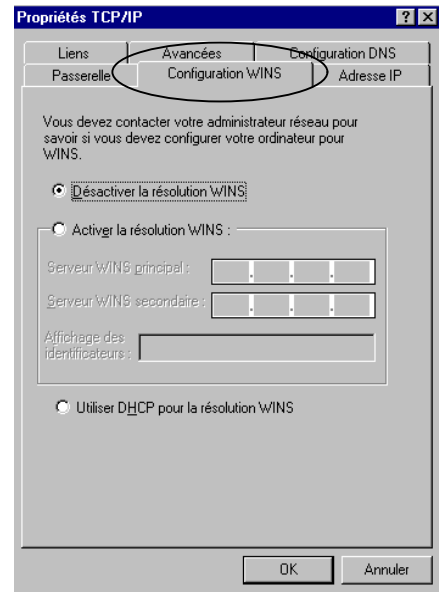 Propriétés TCP/IP
Liens Avancées Configuration DNS
Passerelle Configuration WINS Adresse IP
Vous devez contacter votre administrateur réseau pour
savoir si vous devez configurer votre ordinateur pour
WINS.
Désactiver la résolution WINS
Activer la résolution WINS :
Serveur WINS principal :
Serveur WINS secondaire :
Affichage des
identificateurs :
Utiliser DHCP pour la résolution WINS
OK Annuler